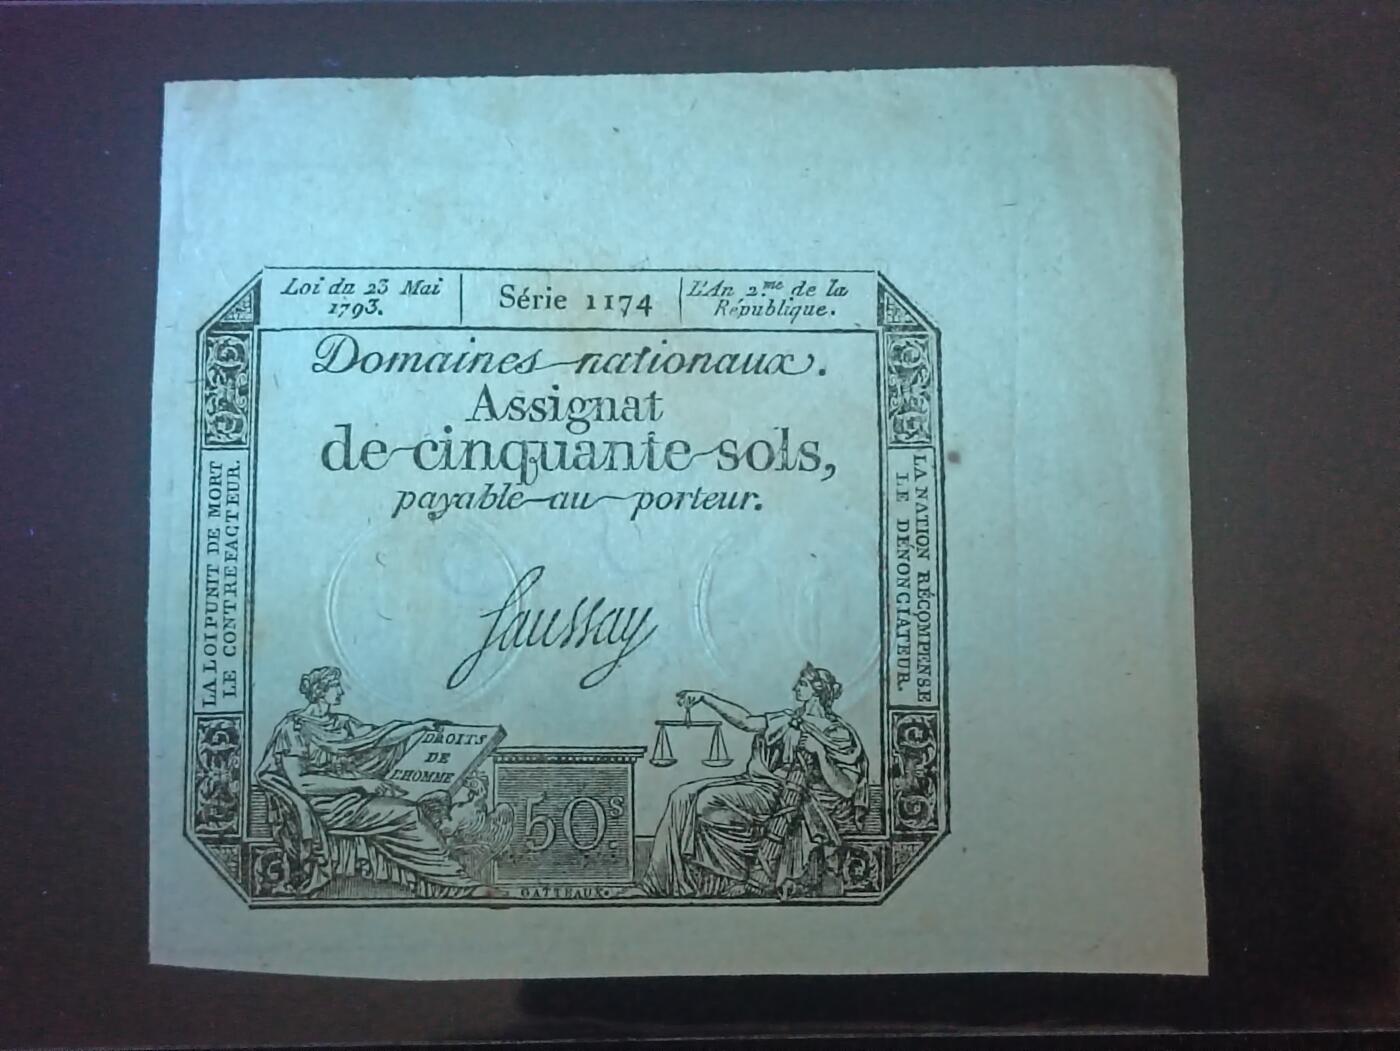 Loi du 23 Mai
1793.
Série 1174
L'An 2.me de la
République.
Domaines nationaux.
Assignat
de cinquante sols,
payable au porteur.
LA LOI PUNIT DE MORT
LE CONTREFACTEUR.
LA NATION RÉCOMPENSE
LE DÉNONCIATEUR.
Saussay
DROITS
DE
L'HOMME
50s
GATTEAUX.